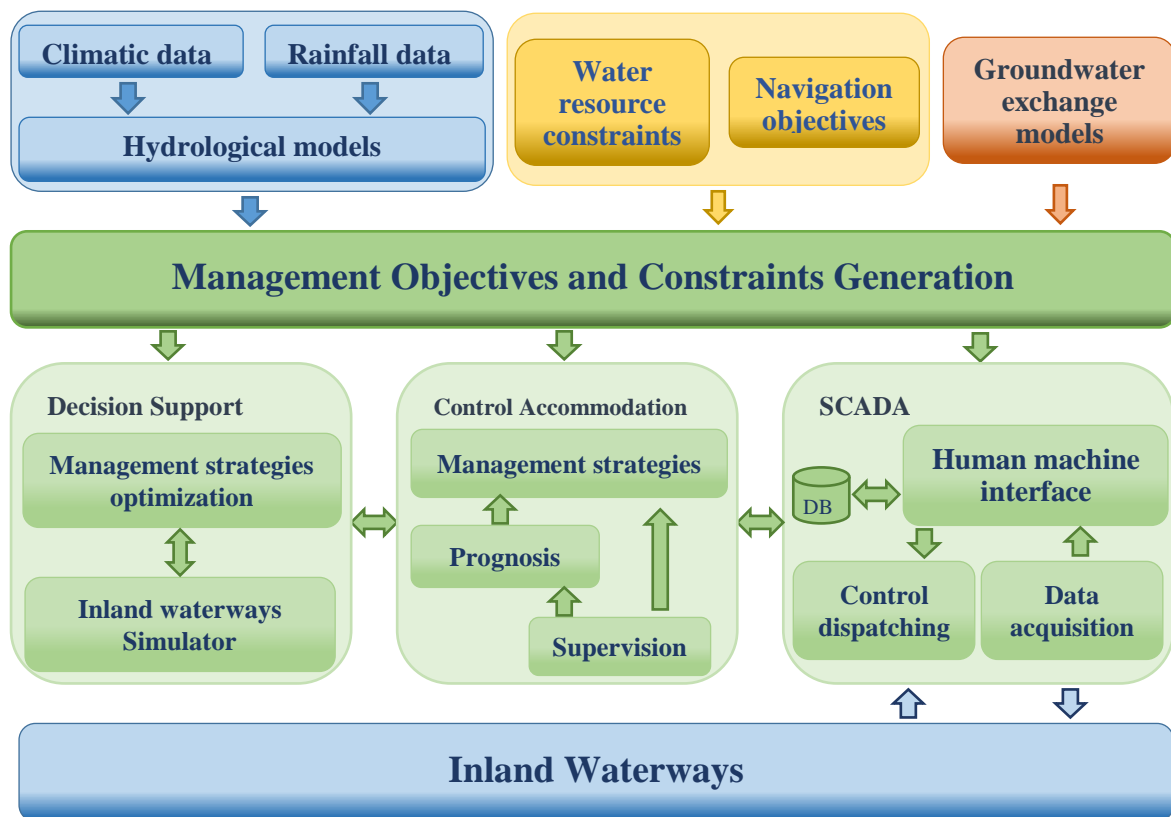 Climatic data
Rainfall data
Hydrological models
Water
resource
constraints
Navigation
objectives
Groundwater
exchange
models
Management Objectives and Constraints Generation
Decision Support
Management strategies
optimization
Inland waterways
Simulator
Control Accommodation
Management strategies
Prognosis
Supervision
SCADA
DB
Human machine
interface
Control
dispatching
Data
acquisition
Inland Waterways